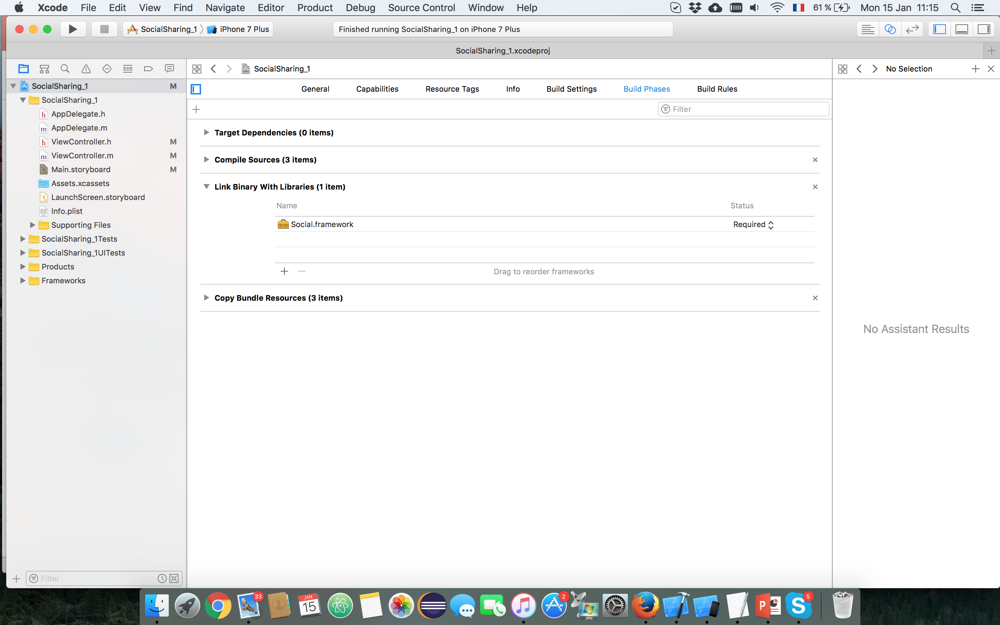 Xcode File Edit View Find Navigate Editor Product Debug Source Control Window Help 61 % Mon 15 Jan 11:15
SocialSharing_1 iPhone 7 Plus Finished running SocialSharing_1 on iPhone 7 Plus
SocialSharing_1.xcodeproj
SocialSharing_1 No Selection
SocialSharing_1 M
SocialSharing_1
h AppDelegate.h
m AppDelegate.m
h ViewController.h M
m ViewController.m M
Main.storyboard M
Assets.xcassets
LaunchScreen.storyboard
Info.plist
Supporting Files
SocialSharing_1Tests
SocialSharing_1UITests
Products
Frameworks
Filter
General Capabilities Resource Tags Info Build Settings Build Phases Build Rules
Filter
Target Dependencies (0 items)
Compile Sources (3 items)
Link Binary With Libraries (1 item)
Name Status
Social.framework Required
Drag to reorder frameworks
Copy Bundle Resources (3 items)
No Assistant Results
33
JAN
15
2
P
S
5